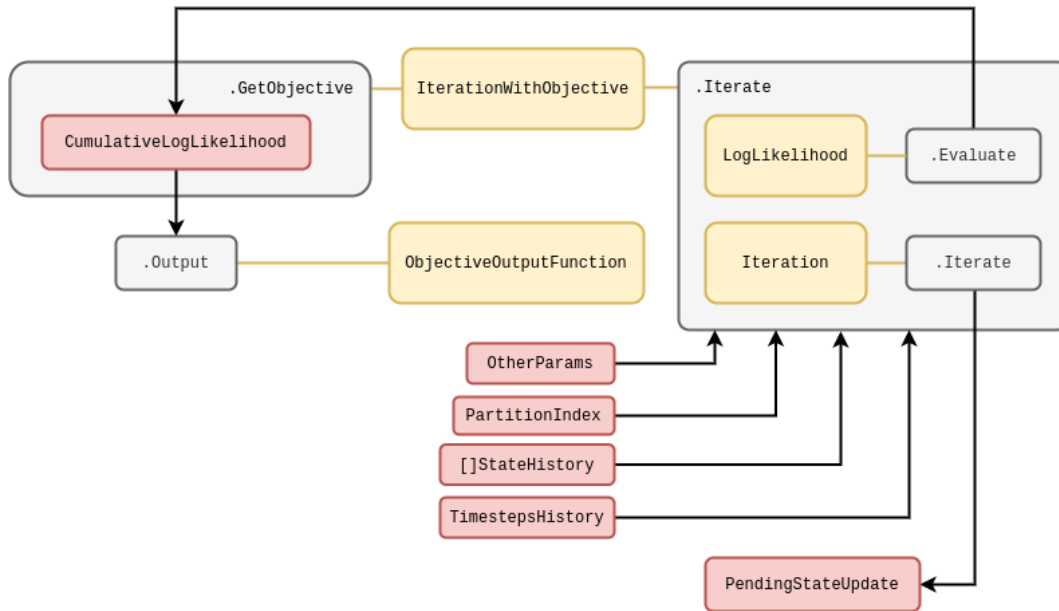 .GetObjective
IterationWithObjective
.Iterate
CumulativeLogLikelihood
LogLikelihood
.Evaluate
.Output
ObjectiveOutputFunction
Iteration
.Iterate
OtherParams
PartitionIndex
[]StateHistory
TimestepsHistory
PendingStateUpdate